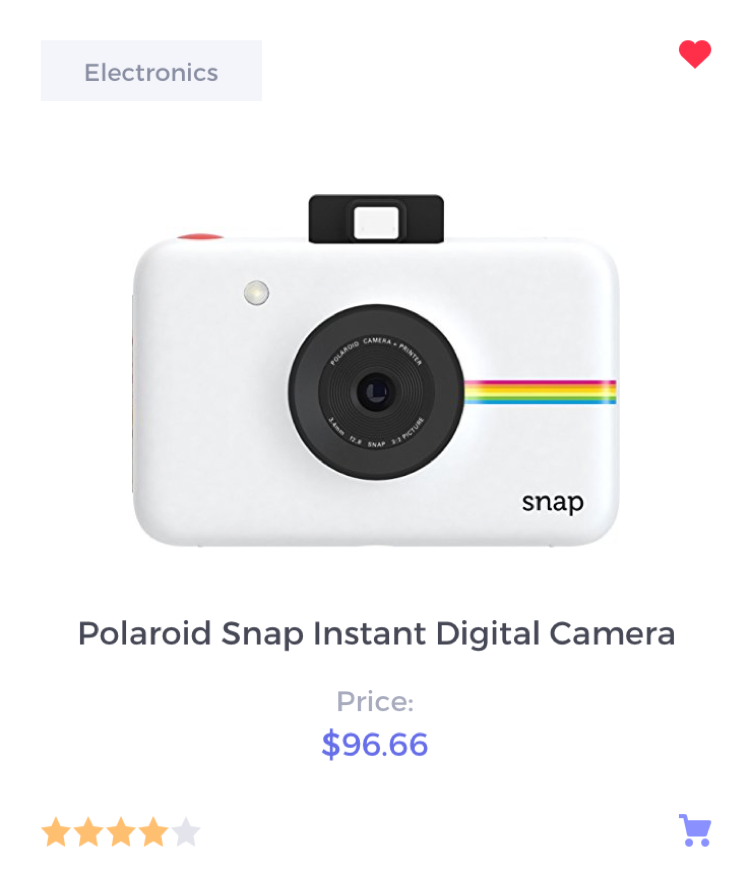 Electronics
POLAROID CAMERA + PRINTER
3.4mm f2.8 SNAP 2:3 PICTURE
snap
Polaroid Snap Instant Digital Camera
Price:
$96.66